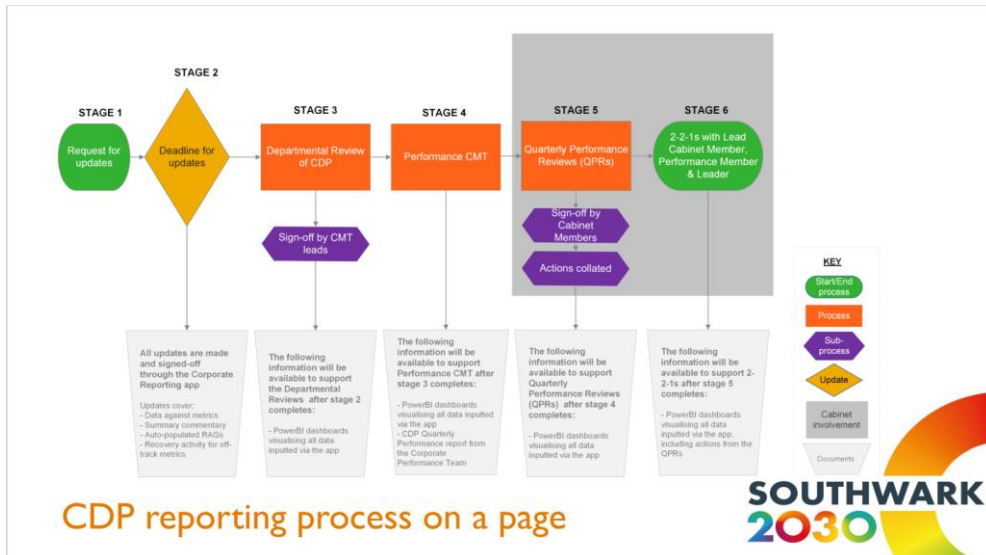 STAGE 1
Request for
updates
STAGE 2
Deadline for
updates
STAGE 3
Departmental Review
of CDP
Sign-off by CMT
leads
STAGE 4
Performance CMT
STAGE 5
Quarterly Performance
Reviews (QPRs)
Sign-off by
Cabinet
Members
Actions collated
STAGE 6
2-2-1s with Lead
Cabinet Member,
Performance Member
& Leader
All updates are made
and signed-off
through the Corporate
Reporting app
Updates cover:
- Data against metrics
- Summary commentary
- Auto-populated RAGs
- Recovery activity for off-
track metrics
The following
information will be
available to support
the Departmental
Reviews after stage 2
completes:
- PowerBI dashboards
visualising all data
inputted via the app
The following
information will be
available to support
Performance CMT after
stage 3 completes:
- PowerBI dashboards
visualising all data inputted
via the app
- CDP Quarterly
Performance report from
the Corporate
Performance Team
The following
information will be
available to support
Quarterly
Performance Reviews
(QPRs) after stage 4
completes:
- PowerBI dashboards
visualising all data
inputted via the app
The following
information will be
available to support 2-
2-1s after stage 5
completes:
- PowerBI dashboards
visualising all data
inputted via the app,
including actions from the
QPRs
KEY
Start/End
process
Process
Sub-
process
Update
Cabinet
involvement
Documents
CDP reporting process on a page
SOUTHWARK
2030